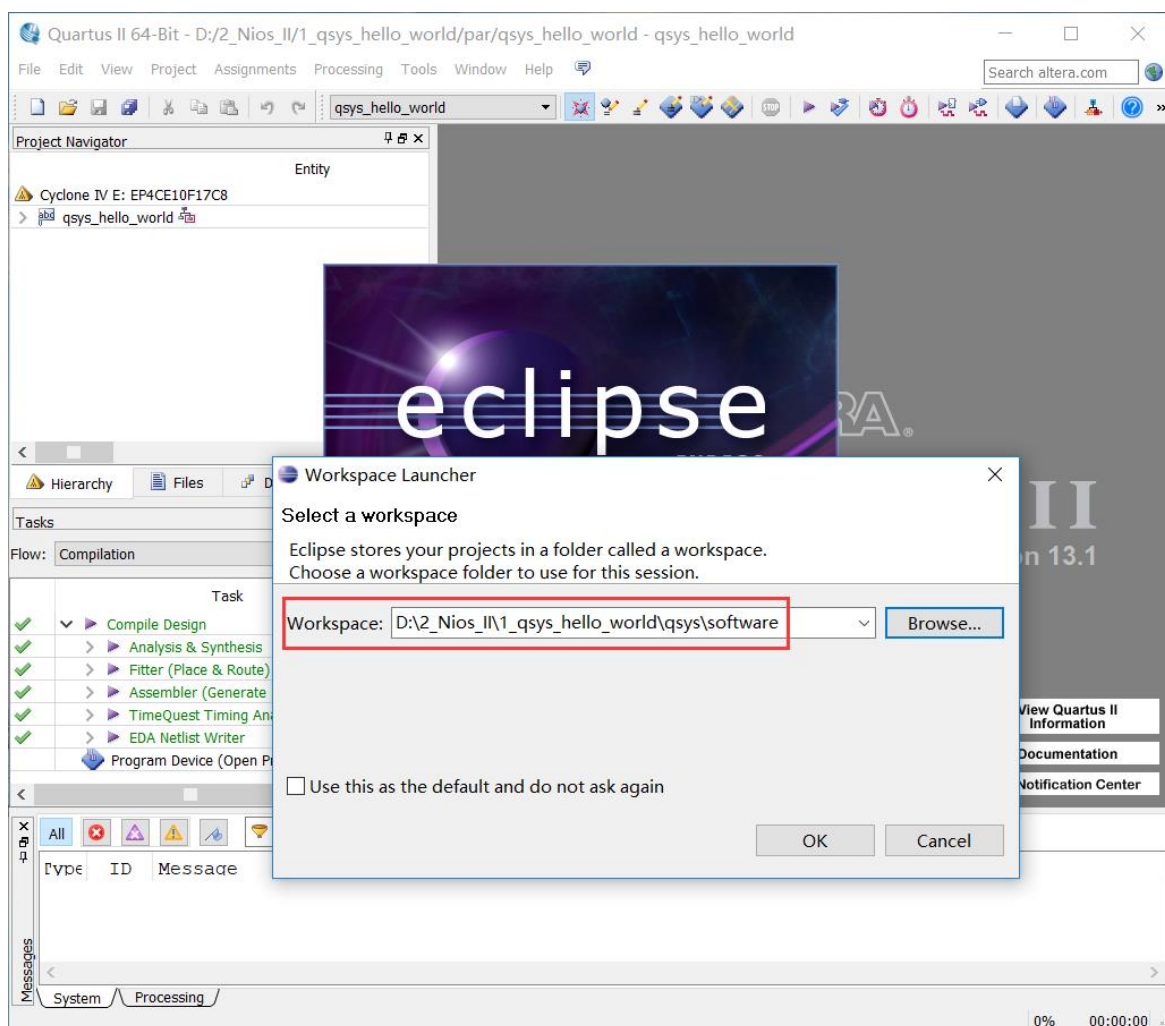 Quartus II 64-Bit - D:/2_Nios_II/1_qsys_hello_world/par/qsys_hello_world - qsys_hello_world
File Edit View Project Assignments Processing Tools Window Help
Search altera.com
qsys_hello_world
Project Navigator
Entity
Cyclone IV E: EP4CE10F17C8
qsys_hello_world
eclipse
Hierarchy Files D
Workspace Launcher
Select a workspace
Eclipse stores your projects in a folder called a workspace.
Choose a workspace folder to use for this session.
Workspace: D:\2_Nios_II\1_qsys_hello_world\qsys\software Browse...
Use this as the default and do not ask again
OK Cancel
Tasks
Flow: Compilation
Task
Compile Design
Analysis & Synthesis
Fitter (Place & Route)
Assembler (Generate
TimeQuest Timing Ana
EDA Netlist Writer
Program Device (Open Pr
II
n 13.1
View Quartus II
Information
Documentation
Notification Center
All
Type ID Message
Messages
System Processing
0% 00:00:00